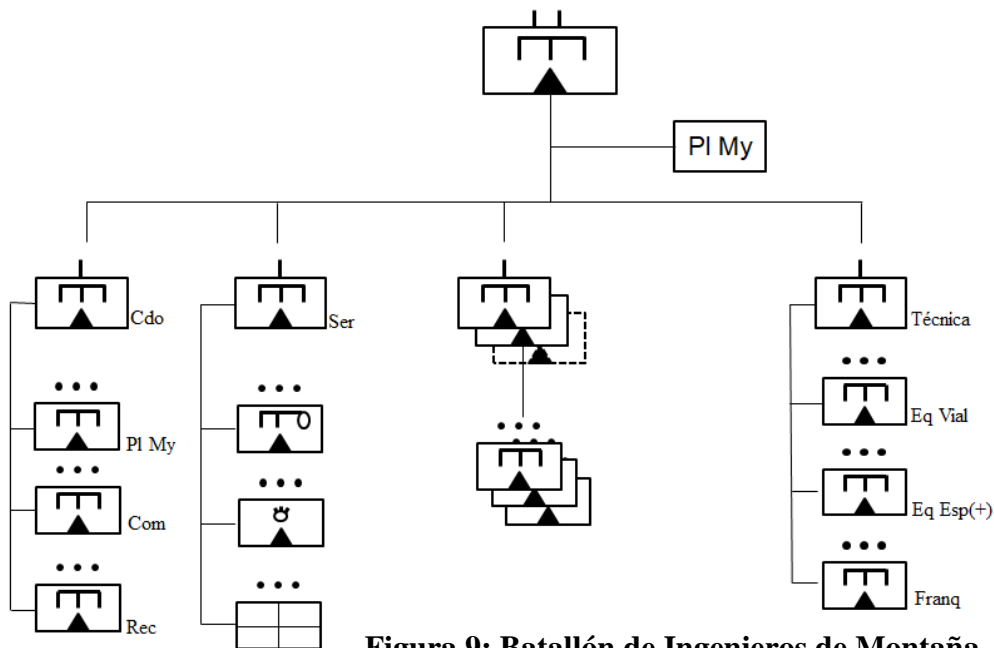 Pl My
Cdo
Ser
Técnica
Pl My
Eq Vial
Com
Eq Esp(+)
Rec
Franq
Figura 9: Batallón de Ingenieros de Montaña